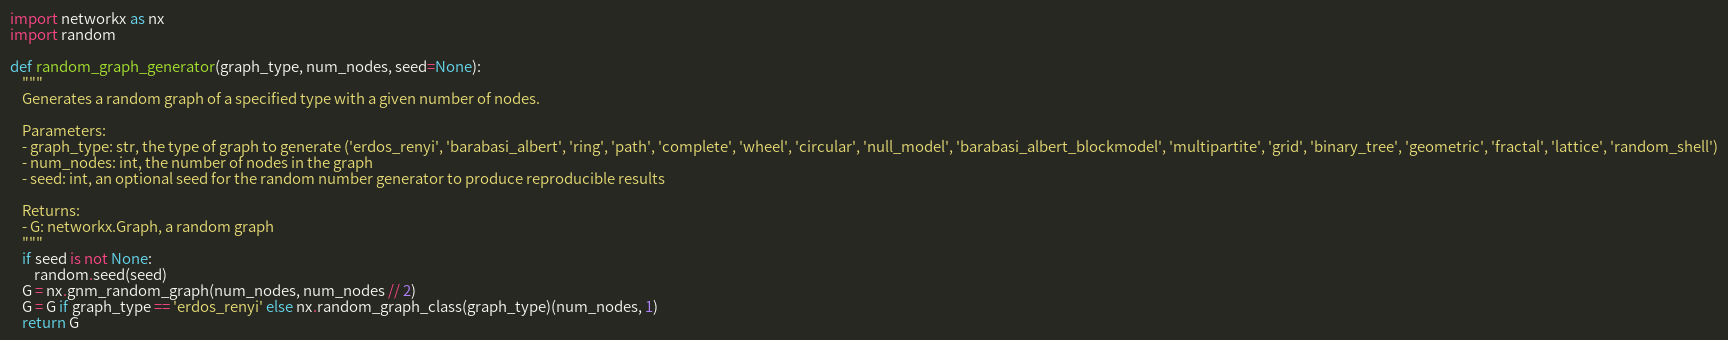 import networkx as nx
import random
def random_graph_generator(graph_type, num_nodes, seed=None):
"""
Generates a random graph of a specified type with a given number of nodes.
Parameters:
- graph_type: str, the type of graph to generate ('erdos_renyi', 'barabasi_albert', 'ring', 'path', 'complete', 'wheel', 'circular', 'null_model', 'barabasi_albert_blockmodel', 'multipartite', 'grid', 'binary_tree', 'geometric', 'fractal', 'lattice', 'random_shell')
- num_nodes: int, the number of nodes in the graph
- seed: int, an optional seed for the random number generator to produce reproducible results
Returns:
- G: networkx.Graph, a random graph
"""
if seed is not None:
random.seed(seed)
G = nx.gnm_random_graph(num_nodes, num_nodes // 2)
G = G if graph_type == 'erdos_renyi' else nx.random_graph_class(graph_type)(num_nodes, 1)
return G